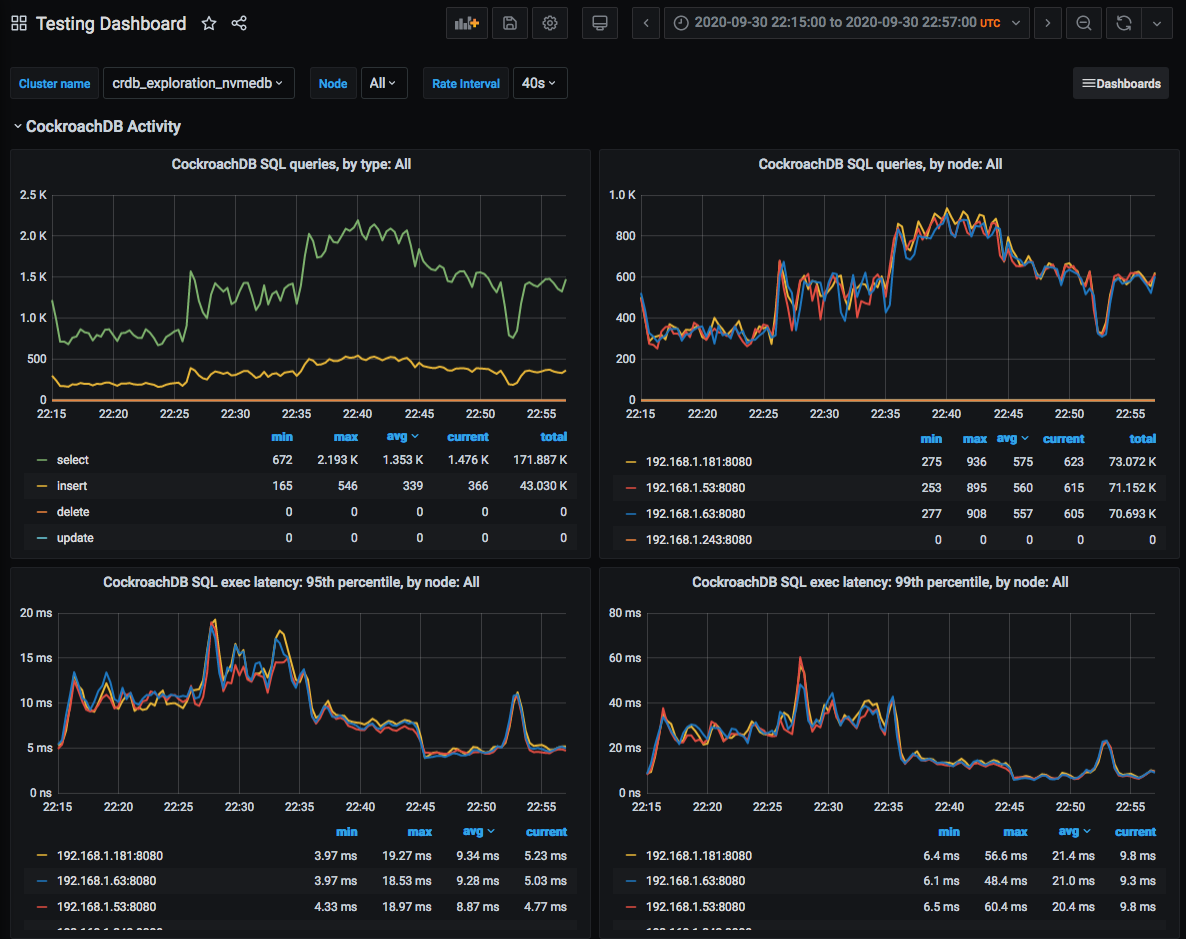 Testing Dashboard
2020-09-30 22:15:00 to 2020-09-30 22:57:00 UTC
Cluster name crdb_exploration_nvmedb Node All Rate Interval 40s Dashboards
CockroachDB Activity
CockroachDB SQL queries, by type: All
2.5 K
2.0 K
1.5 K
1.0 K
500
0
22:15 22:20 22:25 22:30 22:35 22:40 22:45 22:50 22:55
min max avg current total
select 672 2.193 K 1.353 K 1.476 K 171.887 K
insert 165 546 339 366 43.030 K
delete 0 0 0 0 0
update 0 0 0 0 0
CockroachDB SQL queries, by node: All
1.0 K
800
600
400
200
0
22:15 22:20 22:25 22:30 22:35 22:40 22:45 22:50 22:55
min max avg current total
192.168.1.181:8080 275 936 575 623 73.072 K
192.168.1.53:8080 253 895 560 615 71.152 K
192.168.1.63:8080 277 908 557 605 70.693 K
192.168.1.243:8080 0 0 0 0 0
CockroachDB SQL exec latency: 95th percentile, by node: All
20 ms
15 ms
10 ms
5 ms
0 ns
22:15 22:20 22:25 22:30 22:35 22:40 22:45 22:50 22:55
min max avg current
192.168.1.181:8080 3.97 ms 19.27 ms 9.34 ms 5.23 ms
192.168.1.63:8080 3.97 ms 18.53 ms 9.28 ms 5.03 ms
192.168.1.53:8080 4.33 ms 18.97 ms 8.87 ms 4.77 ms
CockroachDB SQL exec latency: 99th percentile, by node: All
80 ms
60 ms
40 ms
20 ms
0 ns
22:15 22:20 22:25 22:30 22:35 22:40 22:45 22:50 22:55
min max avg current
192.168.1.181:8080 6.4 ms 56.6 ms 21.4 ms 9.8 ms
192.168.1.63:8080 6.1 ms 48.4 ms 21.0 ms 9.3 ms
192.168.1.53:8080 6.5 ms 60.4 ms 20.4 ms 9.8 ms